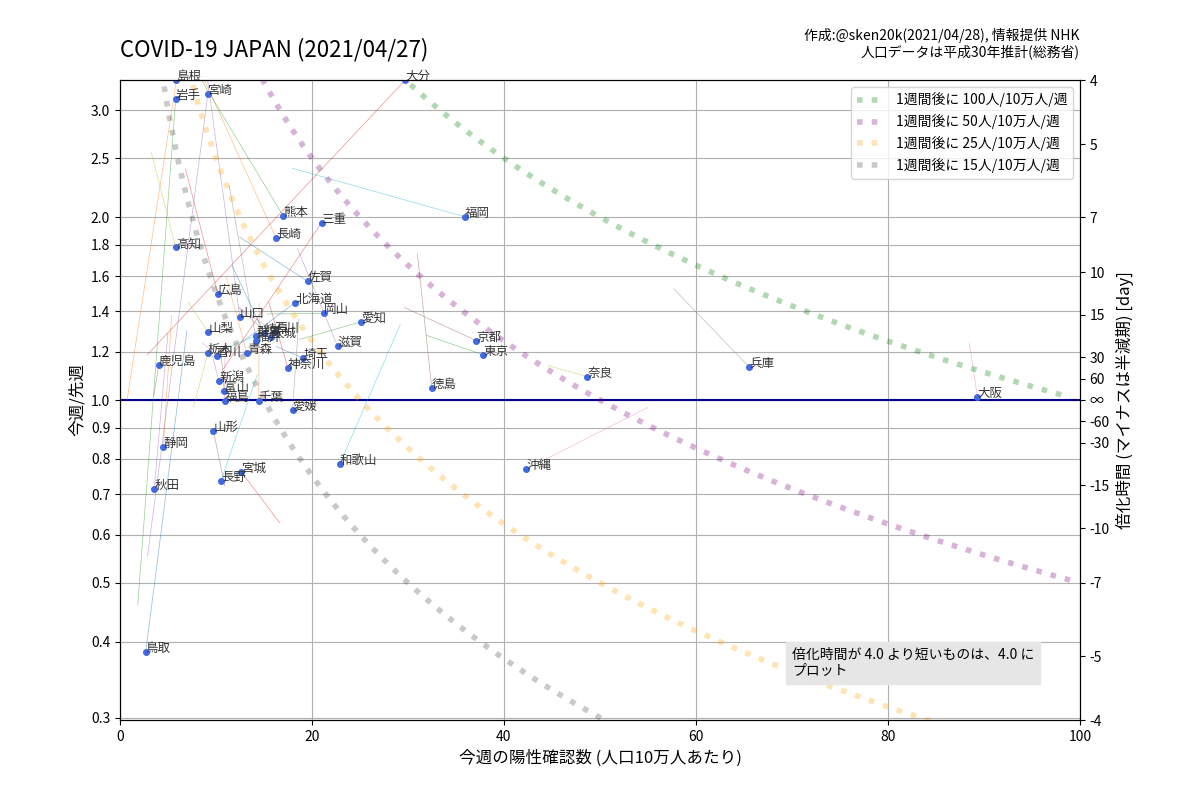 COVID-19 JAPAN (2021/04/27)
作成:@sken20k(2021/04/28), 情報提供 NHK
人口データは平成30年推計(総務省)
1週間後に 100人/10万人/週
1週間後に 50人/10万人/週
1週間後に 25人/10万人/週
1週間後に 15人/10万人/週
島根
大分
宮崎
岩手
熊本
福岡
三重
長崎
高知
佐賀
広島
北海道
岡山
山口
愛知
山梨
茨城
京都
滋賀
東京
栃木
香川
青森
埼玉
鹿児島
神奈川
兵庫
奈良
新潟
徳島
富山
福島
千葉
大阪
愛媛
山形
静岡
和歌山
沖縄
宮城
長野
秋田
鳥取
倍化時間が 4.0 より短いものは、4.0 に
プロット
3.0
2.5
2.0
1.8
1.6
1.4
1.2
1.0
0.9
0.8
0.7
0.6
0.5
0.4
0.3
今週/先週
4
5
7
10
15
30
60
∞
-60
-30
-15
-10
-7
-5
-4
倍化時間 (マイナスは半減期) [day]
0
20
40
60
80
100
今週の陽性確認数 (人口10万人あたり)